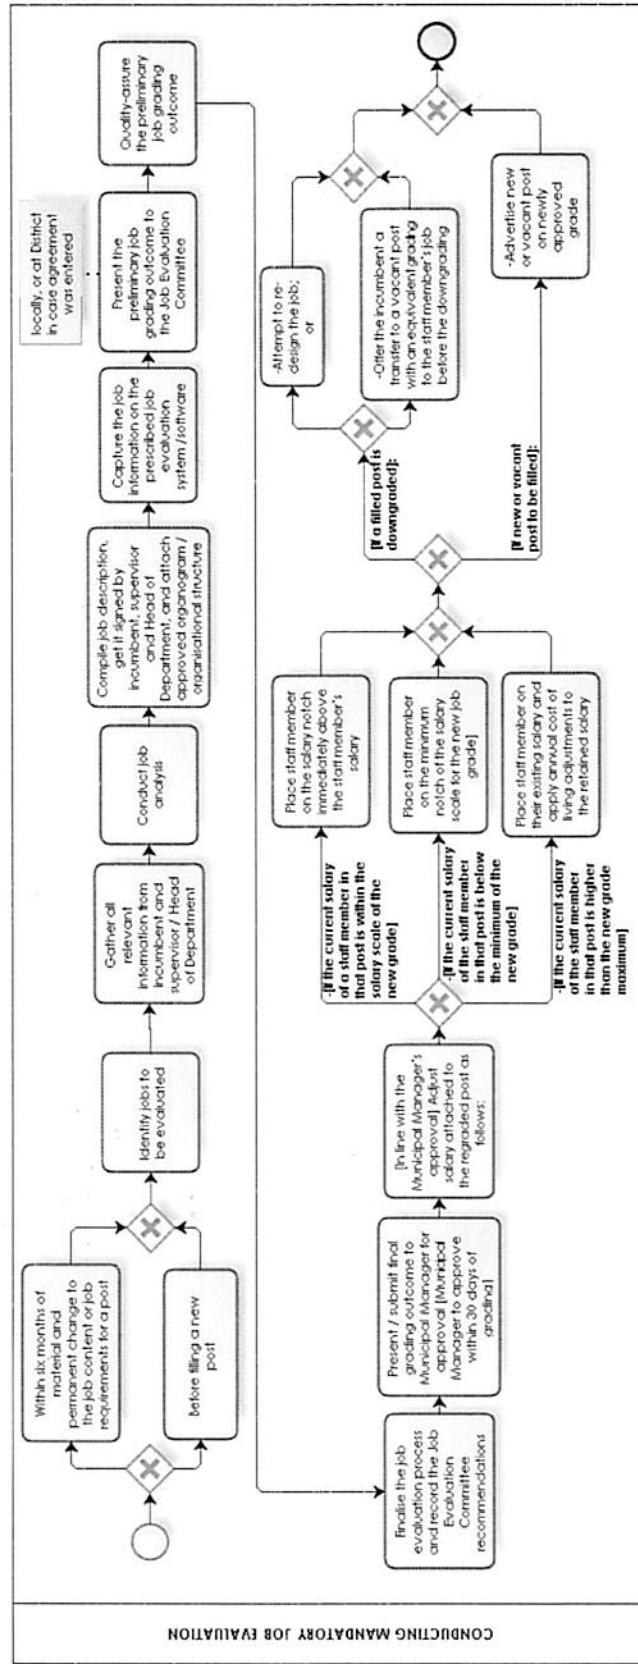 CONDUCTING MANDATORY JOB EVALUATION
Within six months of
material and
permanent change to
the job content or job
requirements for a post
Before filling a new
post
Identify jobs to
be evaluated
Gather all
relevant
information from
incumbent and
supervisor / Head
of Department
Conduct job
analysis
Compile job description,
get it signed by
incumbent, supervisor
and Head of
Department, and attach
approved organogram /
organisational structure
Capture the job
information on the
prescribed job
evaluation
system /software
locally, or at District
in case agreement
was entered
Present the
preliminary job
grading outcome to
the Job Evaluation
Committee
Quality-assure
the preliminary
job grading
outcome
Finalise the job
evaluation process
and record the Job
Evaluation
Committee
recommendations
Present / submit final
grading outcome to
Municipal Manager for
approval [Municipal
Manager to approve
within 30 days of
grading]
[In line with the
Municipal Manager's
approval] Adjust
salary attached to
the regraded post as
follows:
-[If the current salary
of a staff member in
that post is within the
salary scale of the
new grade]
Place staff member
on the salary notch
immediately above
the staff member's
salary
-[If the current salary
of the staff member
in that post is below
the minimum of the
new grade]
Place staff member
on the minimum
notch of the salary
scale for the new job
grade]
-[If the current salary
of the staff member
in that post is higher
than the new grade
maximum]
Place staff member on
their existing salary and
apply annual cost of
living adjustments to
the retained salary
[If a filled post is
downgraded]:
-Attempt to re-
design the job;
or
-Offer the incumbent a
transfer to a vacant post
with an equivalent grading
to the staff member's job
before the downgrading
[If new or vacant
post to be filled]:
-Advertise new
or vacant post
on newly
approved
grade